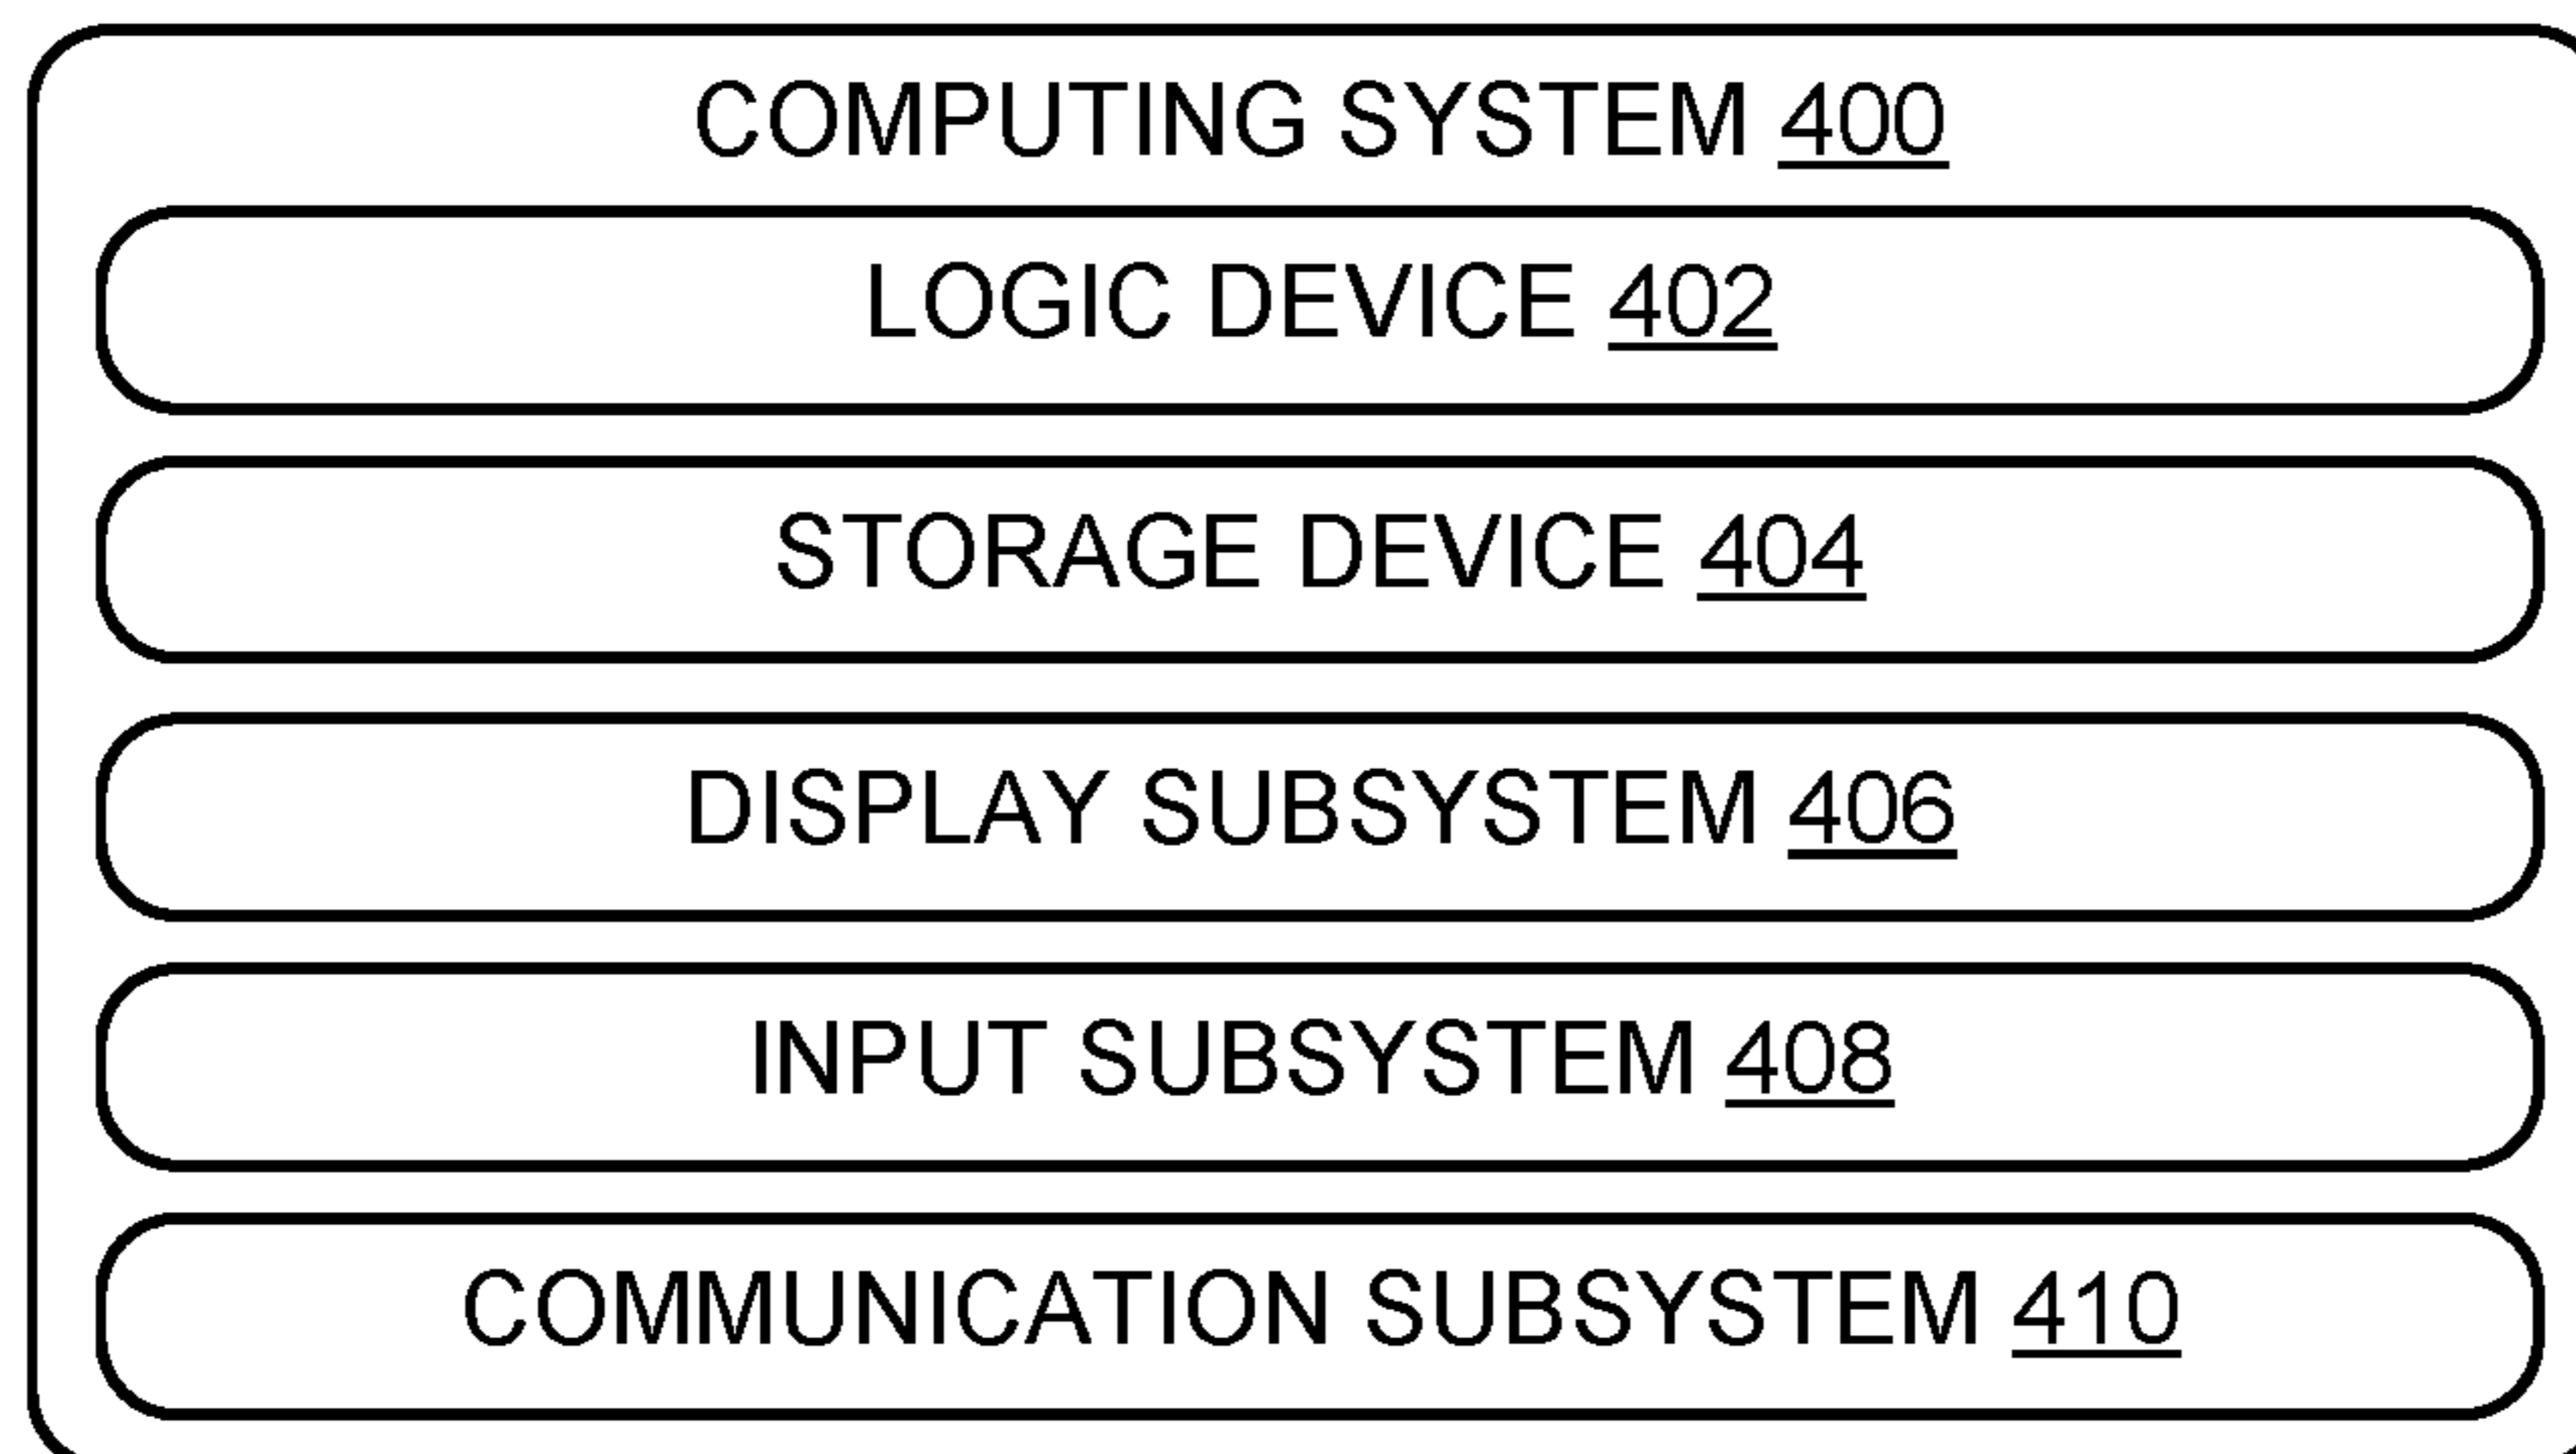 COMPUTING SYSTEM 400
LOGIC DEVICE 402
STORAGE DEVICE 404
DISPLAY SUBSYSTEM 406
INPUT SUBSYSTEM 408
COMMUNICATION SUBSYSTEM 410